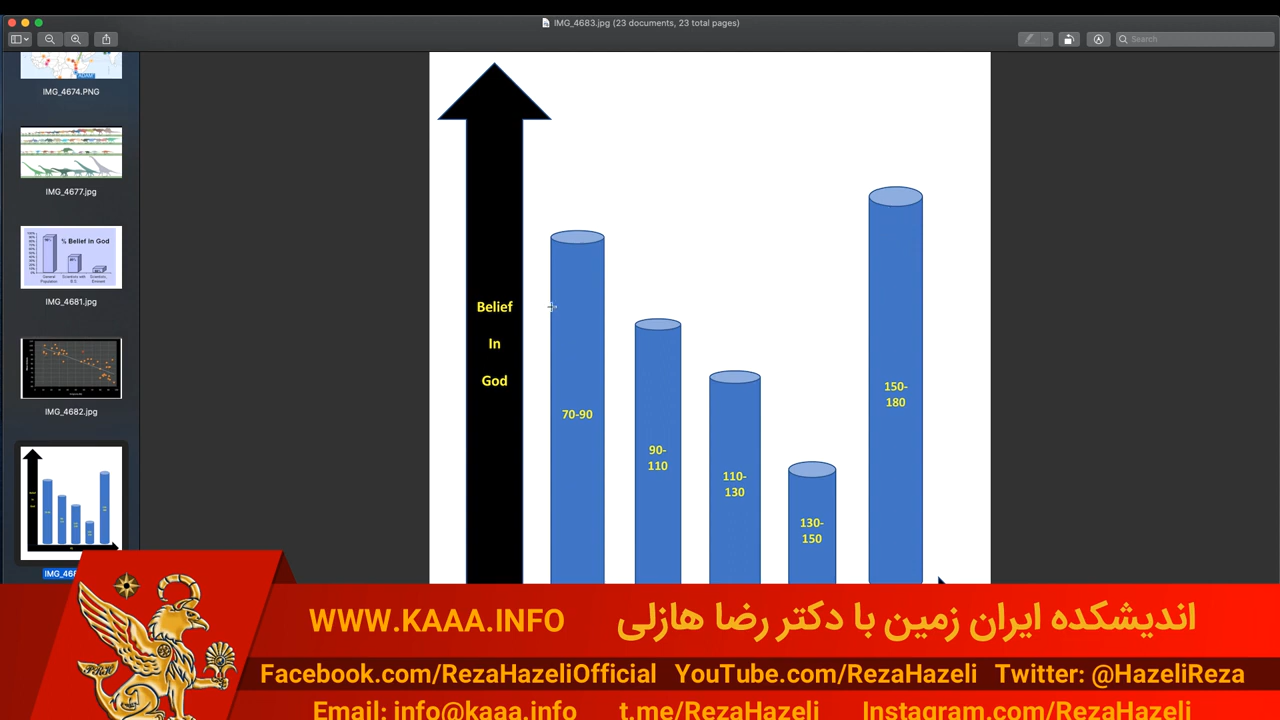 IMG_4683.jpg (23 documents, 23 total pages)
Search
IMG_4674.PNG
IMG_4677.jpg
% Belief in God
IMG_4681.jpg
IMG_4682.jpg
Belief
In
God
70-90
90-
110
110-
130
130-
150
150-
180
WWW.KAAA.INFO
اندیشکده ایران زمین با دکتر رضا هازلی
Facebook.com/RezaHazeliOfficial YouTube.com/RezaHazeli Twitter: @HazeliReza
Email: info@kaaa.info t.me/RezaHazeli Instagram.com/RezaHazeli